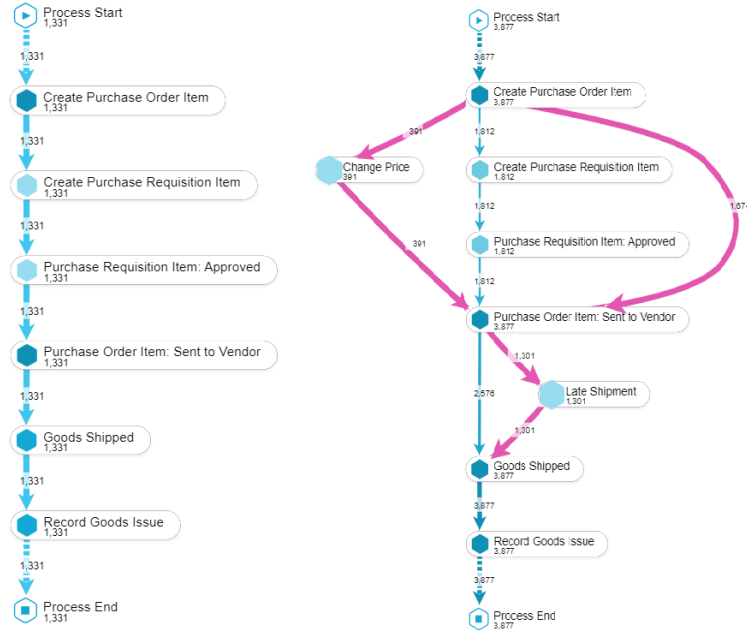 Process Start
1,331
1,331
Create Purchase Order Item
1,331
1,331
Create Purchase Requisition Item
1,331
1,331
Purchase Requisition Item: Approved
1,331
1,331
Purchase Order Item: Sent to Vendor
1,331
1,331
Goods Shipped
1,331
1,331
Record Goods Issue
1,331
1,331
Process End
1,331
Process Start
3,877
3,877
Create Purchase Order Item
3,877
391
1,812
Change Price
391
Create Purchase Requisition Item
1,812
1,674
391
1,812
Purchase Requisition Item: Approved
1,812
1,812
Purchase Order Item: Sent to Vendor
3,877
1,301
2,576
Late Shipment
1,301
1,301
Goods Shipped
3,877
3,877
Record Goods Issue
3,877
3,877
Process End
3,877